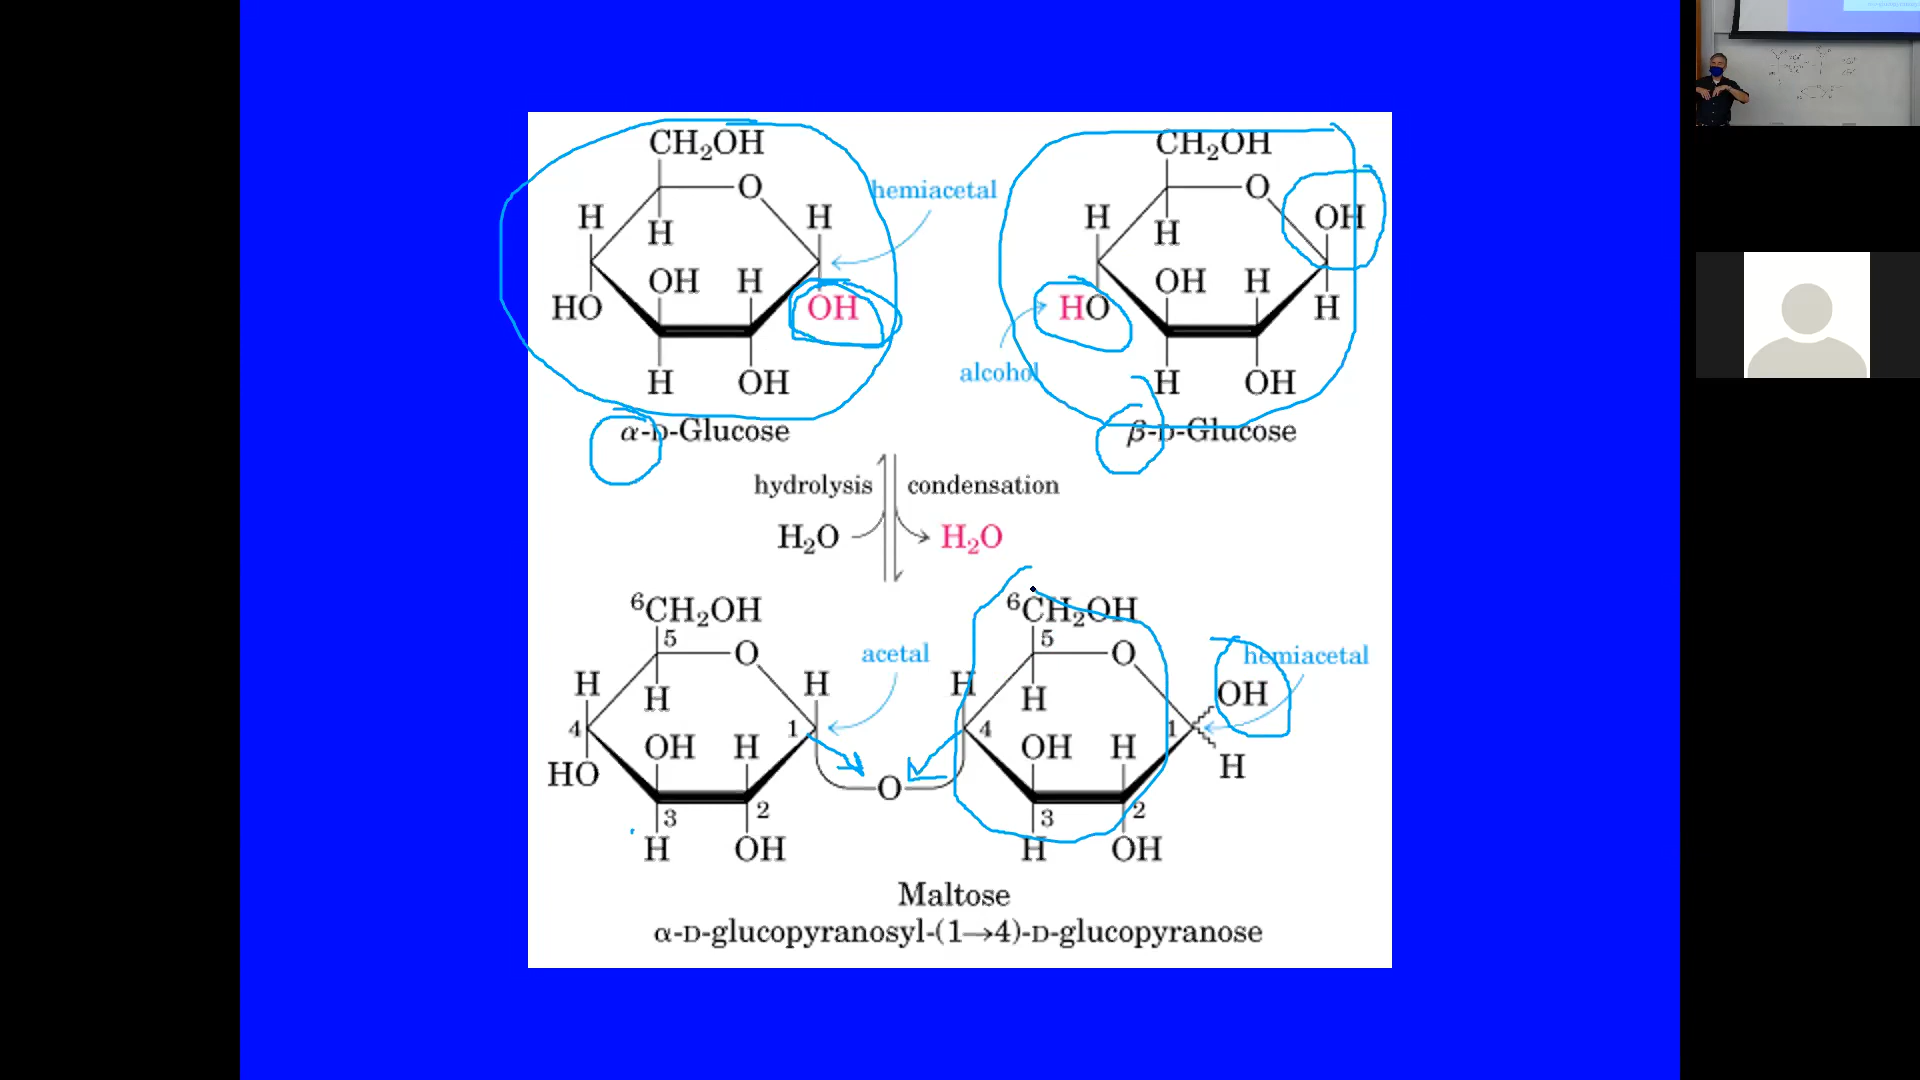 CH₂OH
O
H
H
H
OH
H
HO
OH
H
OH
hemiacetal
α-D-Glucose
CH₂OH
O
H
H
OH
OH
H
HO
H
H
OH
alcohol
β-D-Glucose
hydrolysis
condensation
H₂O
H₂O
⁶CH₂OH
5
O
H
H
H
4
OH
H
1
HO
3
2
H
OH
acetal
O
⁶CH₂OH
5
O
H
H
4
OH
H
1
OH
H
3
2
H
OH
hemiacetal
Maltose
α-D-glucopyranosyl-(1→4)-D-glucopyranose